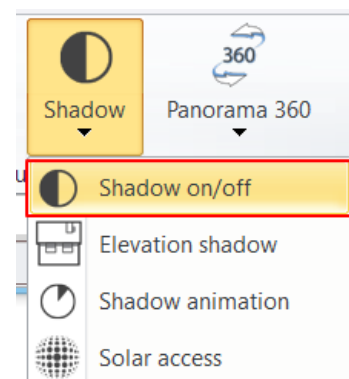 360
Shadow Panorama 360
Shadow on/off
Elevation shadow
Shadow animation
Solar access